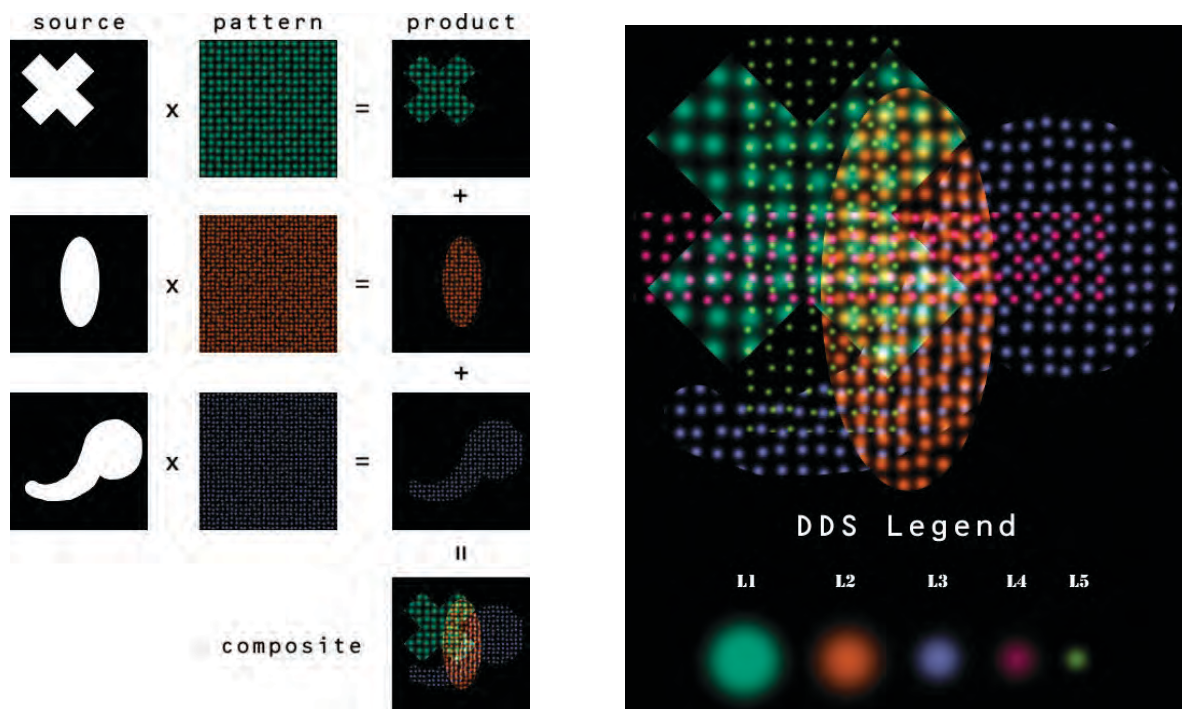 source pattern product
x =
+
x =
+
x =
=
composite
DDS Legend
L1 L2 L3 L4 L5